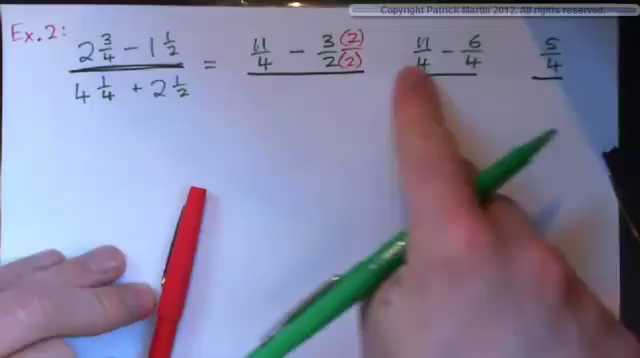 Copyright Patrick Martin 2012. All rights reserved.
Ex. 2:
2 3/4 - 1 1/2 = 11/4 - 3(2)/2(2) 11/4 - 6/4 5/4
4 1/4 + 2 1/2